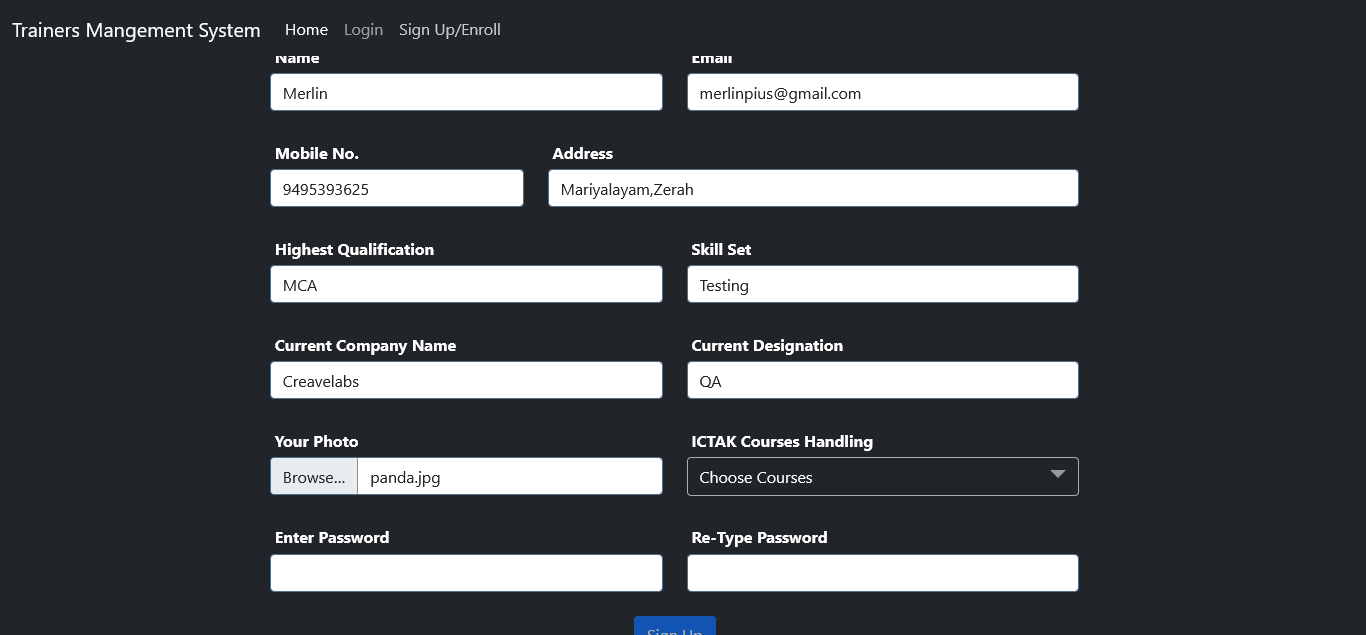 Trainers Mangement System Home Login Sign Up/Enroll
Name Email
Merlin merlinpius@gmail.com
Mobile No. Address
9495393625 Mariyalayam,Zerah
Highest Qualification Skill Set
MCA Testing
Current Company Name Current Designation
Creavelabs QA
Your Photo ICTAK Courses Handling
Browse... panda.jpg Choose Courses
Enter Password Re-Type Password
Sign Up